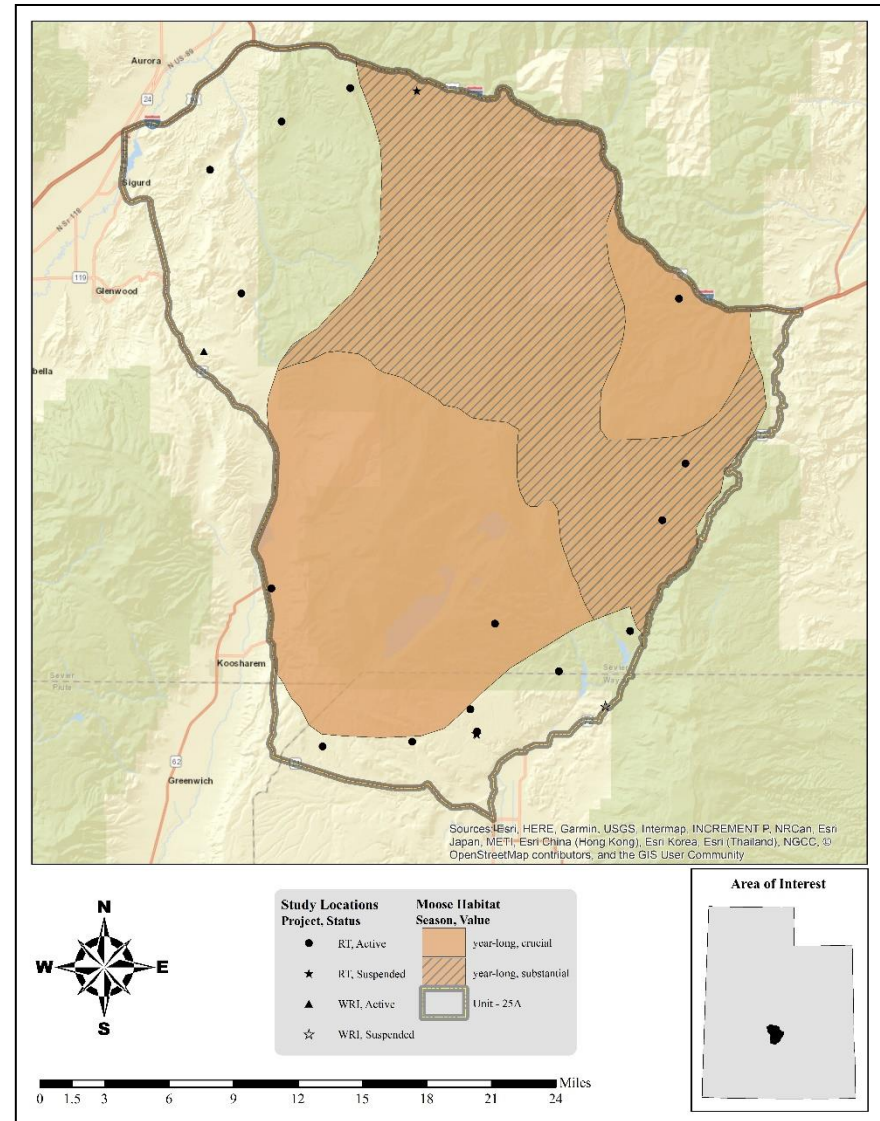 Aurora
N US-89
24
Sigurd
N Sr 118
119
Glenwood
bella
Koosharem
Sevier
62
Greenwich
Sources: Esri, HERE, Garmin, USGS, Intermap, INCREMENT P, NRCan, Esri
Japan, METI, Esri China (Hong Kong), Esri Korea, Esri (Thailand), NGCC, ©
OpenStreetMap contributors, and the GIS User Community
N
W E
S
Study Locations
Project, Status
RT, Active
RT, Suspended
WRI, Active
WRI, Suspended
Moose Habitat
Season, Value
year-long, crucial
year-long, substantial
Unit - 25A
Area of Interest
Miles
0 1.5 3 6 9 12 15 18 21 24